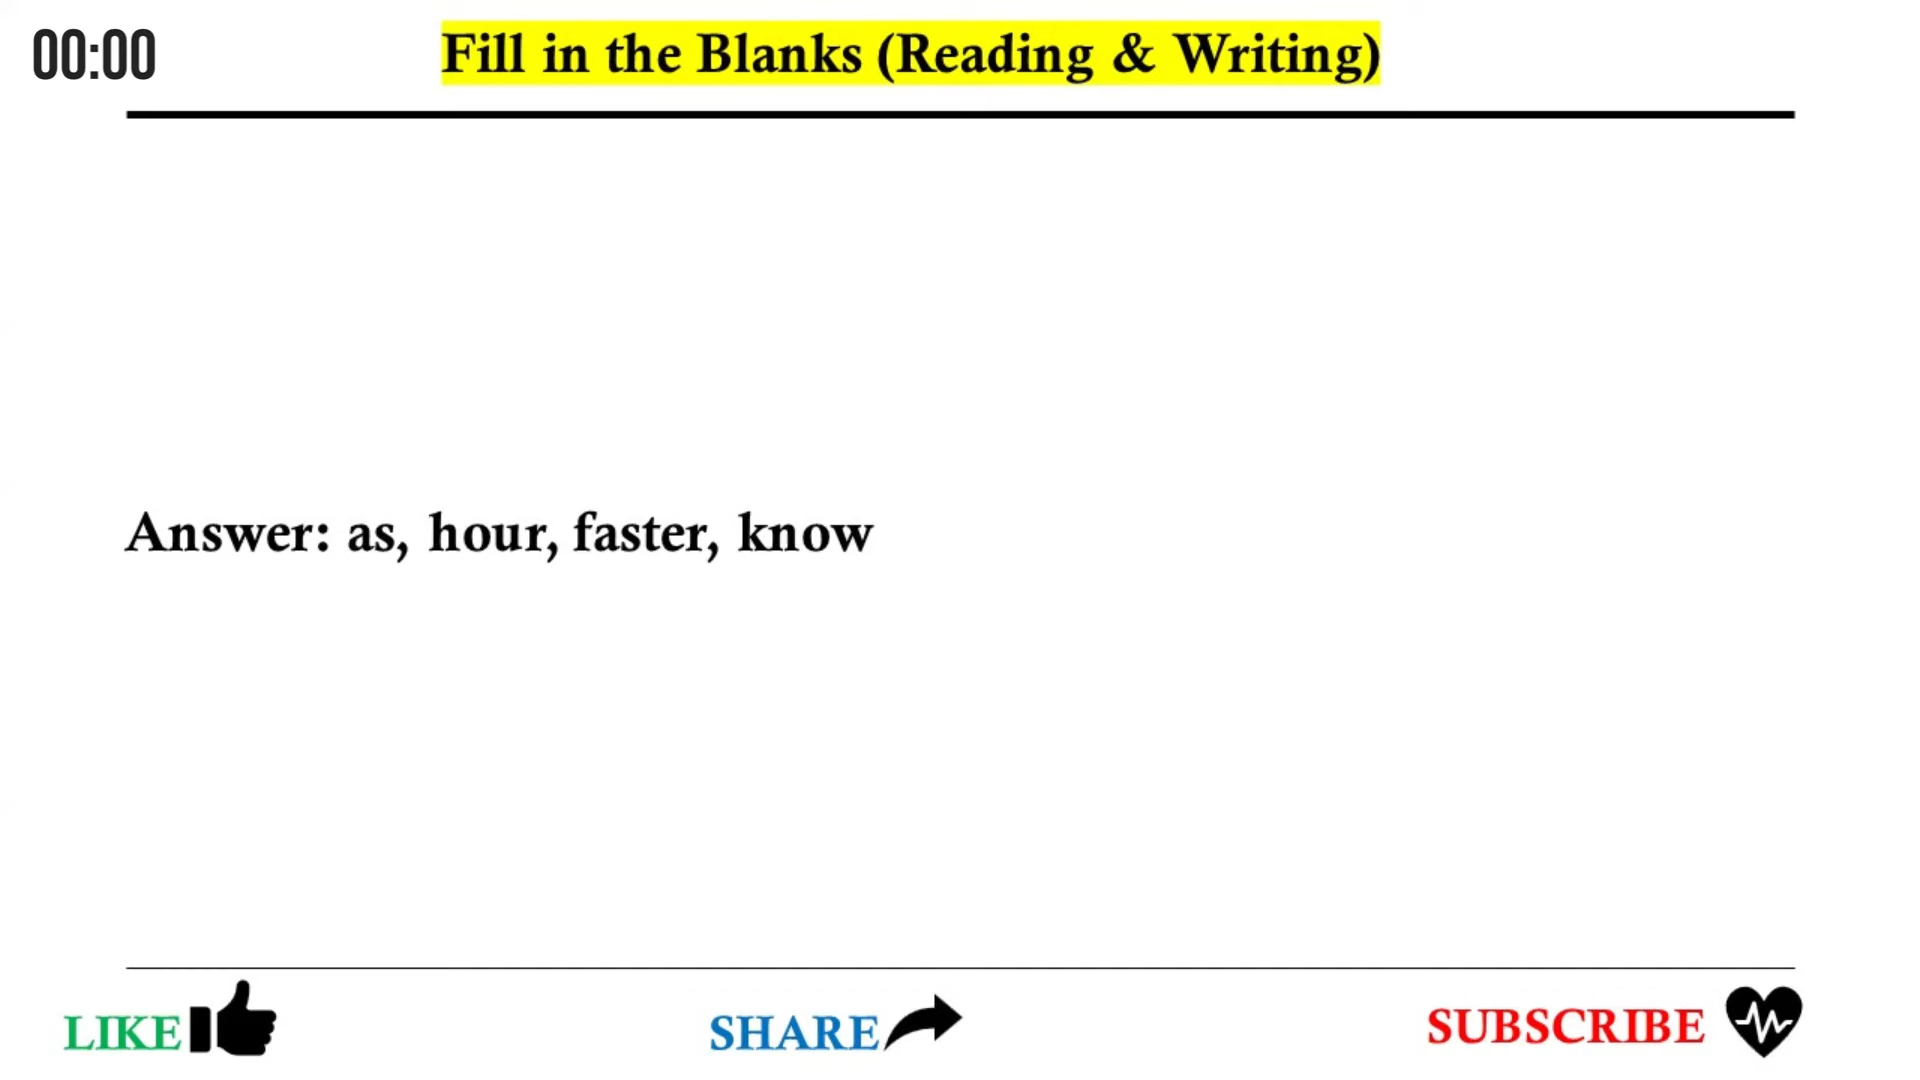 00:00
Fill in the Blanks (Reading & Writing)
Answer: as, hour, faster, know
LIKE
SHARE
SUBSCRIBE